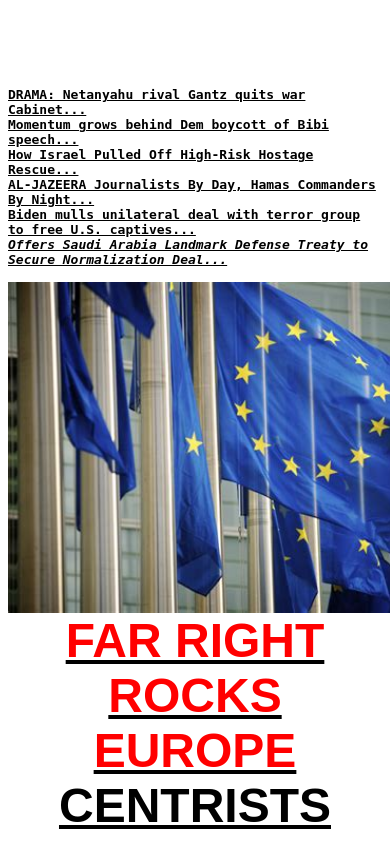 DRAMA: Netanyahu rival Gantz quits war
Cabinet...
Momentum grows behind Dem boycott of Bibi
speech...
How Israel Pulled Off High-Risk Hostage
Rescue...
AL-JAZEERA Journalists By Day, Hamas Commanders
By Night...
Biden mulls unilateral deal with terror group
to free U.S. captives...
Offers Saudi Arabia Landmark Defense Treaty to
Secure Normalization Deal...
FAR RIGHT
ROCKS
EUROPE
CENTRISTS